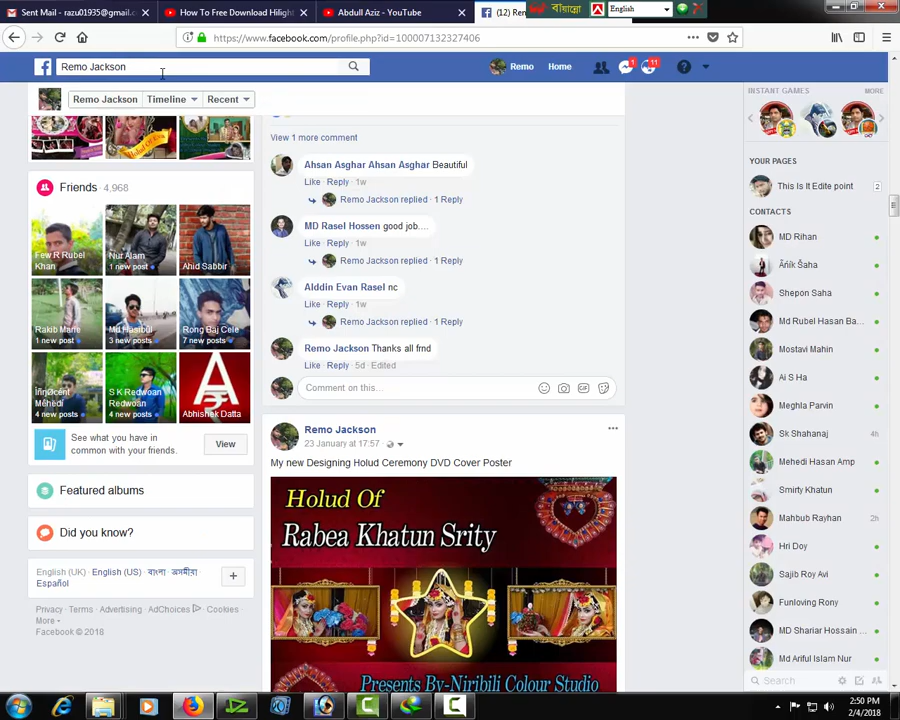 Sent Mail - razu01935@gmail.c
How To Free Download Hilight
Abdull Aziz - YouTube
(12) Re
বায়ান্নো
English
https://www.facebook.com/profile.php?id=100007132327406
Remo Jackson
Remo
Home
1
11
Remo Jackson
Timeline
Recent
View 1 more comment
Friends 4,968
Few R Rubel Khan
Nur Alam
1 new post
Ahid Sabbir
1 new post
Md Hasibul
3 new posts
Rong Baj Cele
7 new posts
Îñjღcént Méhedi
4 new posts
S K Redwoan Redwan
4 new posts
Abhishek Datta
See what you have in common with your friends.
View
Featured albums
Did you know?
English (UK) · English (US) · বাংলা · অসমীয়া · Español
Privacy · Terms · Advertising · AdChoices · Cookies · More
Facebook © 2018
Ahsan Asghar Ahsan Asghar Beautiful
Like · Reply · 1w
Remo Jackson replied · 1 Reply
MD Rasel Hossen good job....
Like · Reply · 1w
Remo Jackson replied · 1 Reply
Alddin Evan Rasel nc
Like · Reply · 1w
Remo Jackson replied · 1 Reply
Remo Jackson Thanks all frnd
Like · Reply · 5d · Edited
Comment on this...
GIF
Remo Jackson
23 January at 17:57 ·
My new Designing Holud Ceremony DVD Cover Poster
Holud Of
Rabea Khatun Srity
Presents By-Niribili Colour Studio
INSTANT GAMES
MORE
YOUR PAGES
This Is It Edite point
2
CONTACTS
MD Rihan
Äńík Šaha
Shepon Saha
Md Rubel Hasan Ba...
Mostavi Mahin
Ai S Ha
Meghla Parvin
Sk Shahanaj
4h
Mehedi Hasan Amp
Smirty Khatun
Mahbub Rayhan
2h
Hri Doy
Sajib Roy Avi
Funloving Rony
MD Shariar Hossain ...
Md Ariful Islam Nur
Search
2:50 PM
2/4/2018